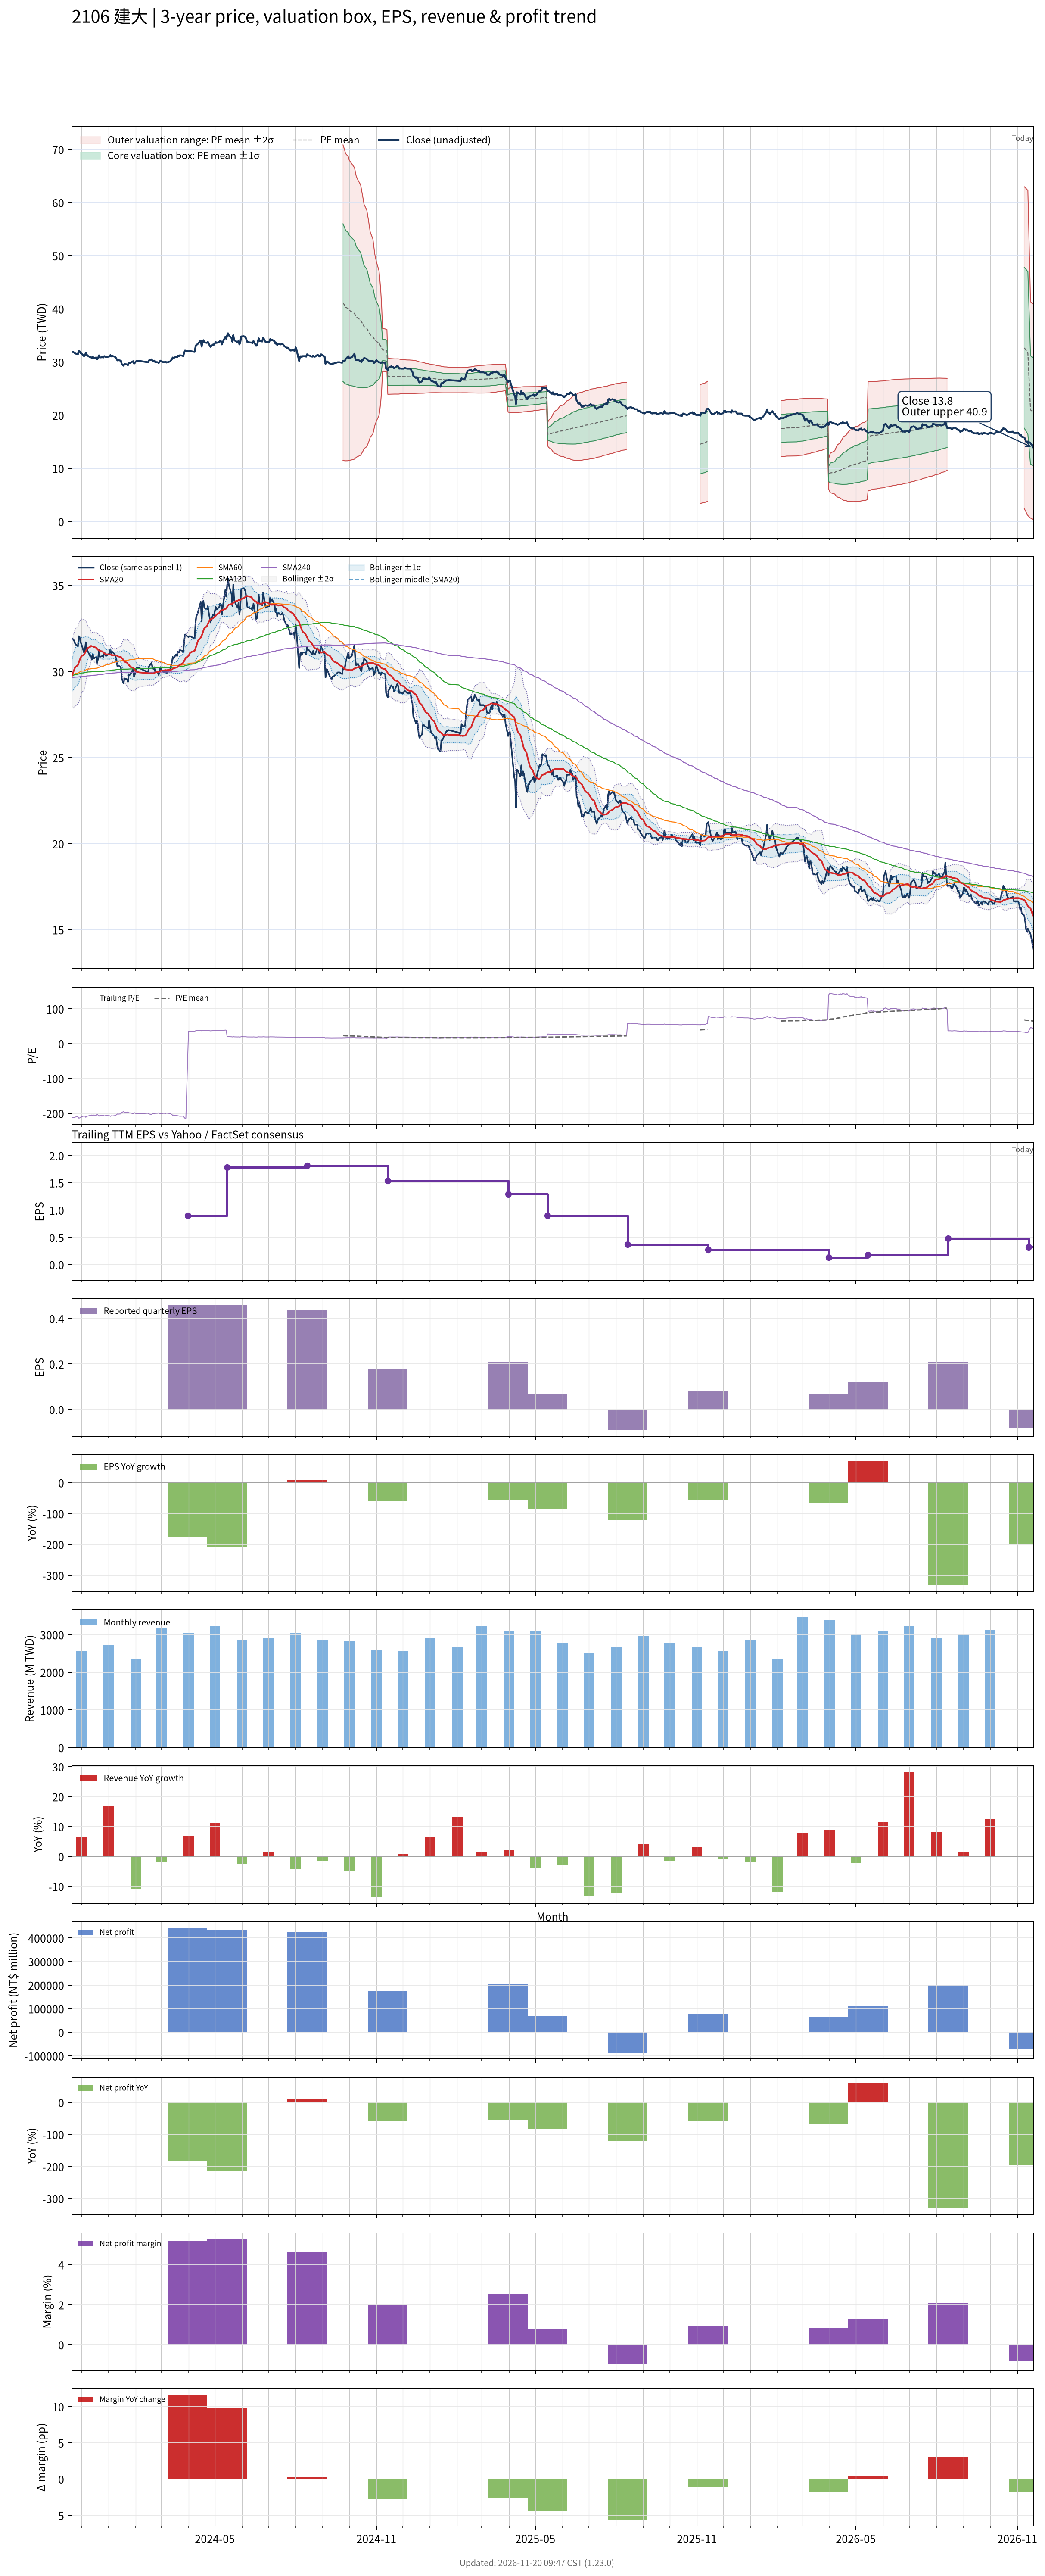 2106 建大 | 3-year price, valuation box, EPS, revenue & profit trend
Outer valuation range: PE mean ±2σ
PE mean
Close (unadjusted)
Core valuation box: PE mean ±1σ
Today
70
60
50
40
30
20
10
0
Price (TWD)
Close 13.8
Outer upper 40.9
Close (same as panel 1)
SMA20
SMA60
SMA120
SMA240
Bollinger ±2σ
Bollinger ±1σ
Bollinger middle (SMA20)
35
30
25
20
15
Price
Trailing P/E
P/E mean
100
0
-100
-200
P/E
Trailing TTM EPS vs Yahoo / FactSet consensus
Today
2.0
1.5
1.0
0.5
0.0
EPS
Reported quarterly EPS
0.4
0.2
0.0
EPS
EPS YoY growth
0
-100
-200
-300
YoY (%)
Monthly revenue
3000
2000
1000
0
Revenue (M TWD)
Revenue YoY growth
30
20
10
0
-10
YoY (%)
Month
Net profit
400000
300000
200000
100000
0
-100000
Net profit (NT$ million)
Net profit YoY
0
-100
-200
-300
YoY (%)
Net profit margin
4
2
0
Margin (%)
Margin YoY change
10
5
0
-5
Δ margin (pp)
2024-05
2024-11
2025-05
2025-11
2026-05
2026-11
Updated: 2026-11-20 09:47 CST (1.23.0)